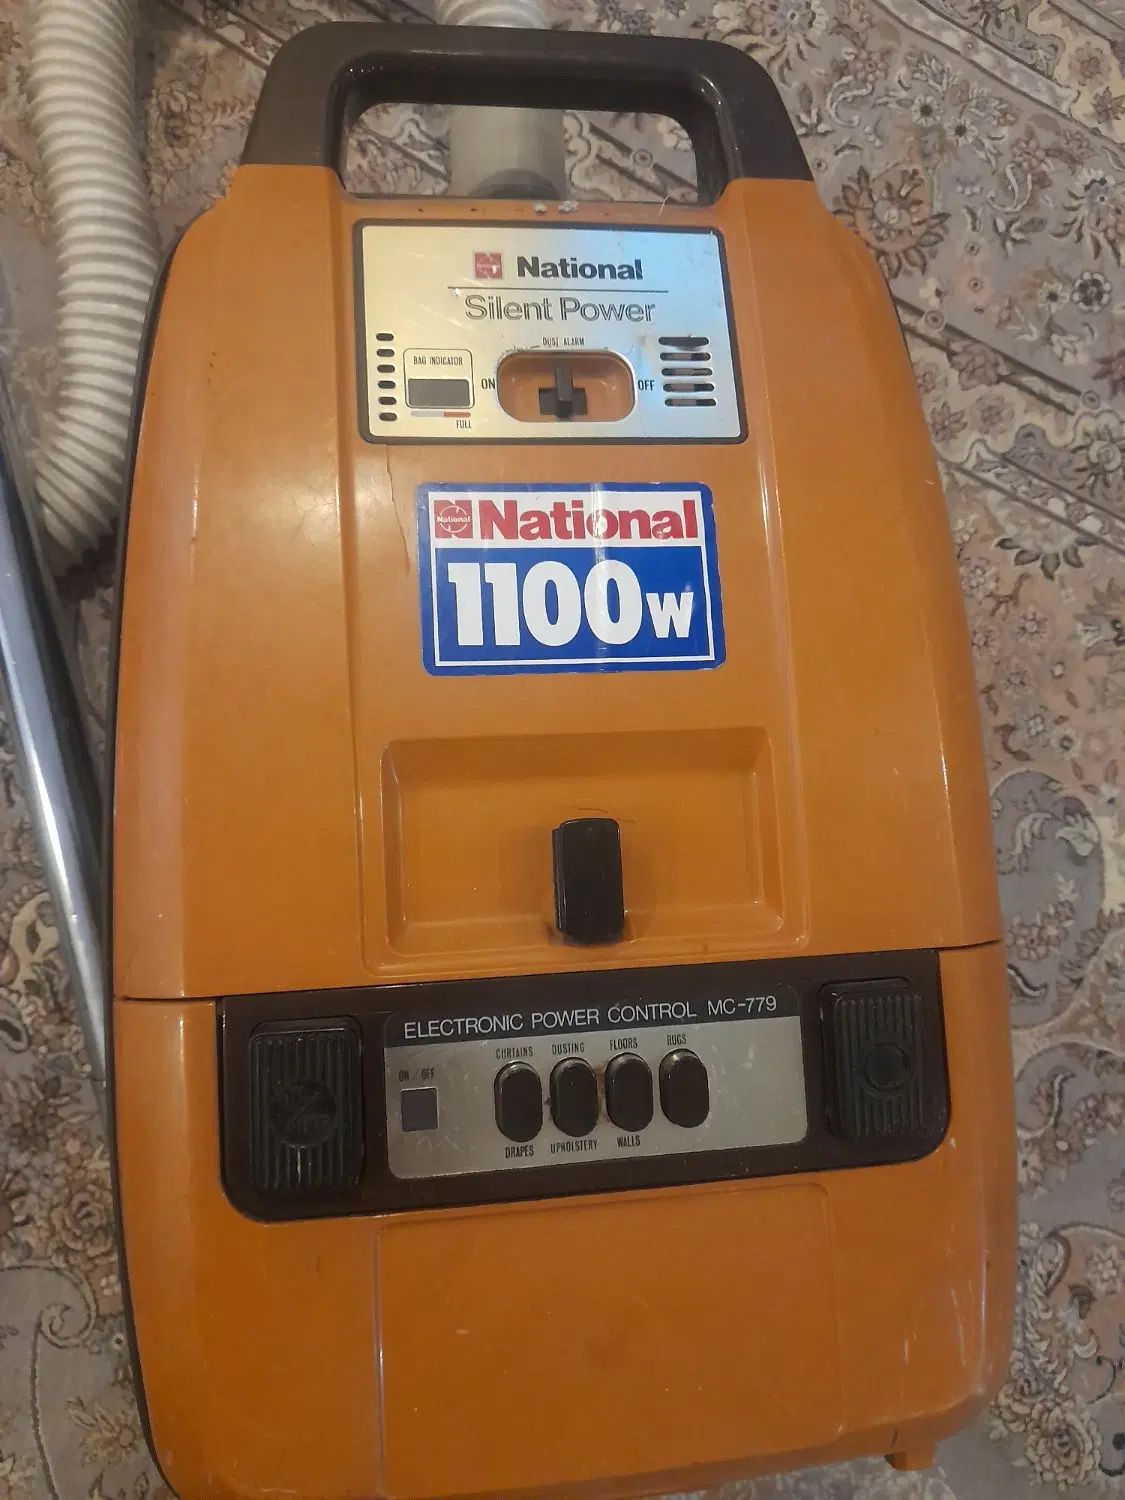 National
Silent Power
DUST ALARM
BAG INDICATOR
ON OFF
FULL
National National
1100W
ELECTRONIC POWER CONTROL MC-779
CURTAINS DUSTING FLOORS RUGS
ON / OFF
DRAPES UPHOLSTERY WALLS